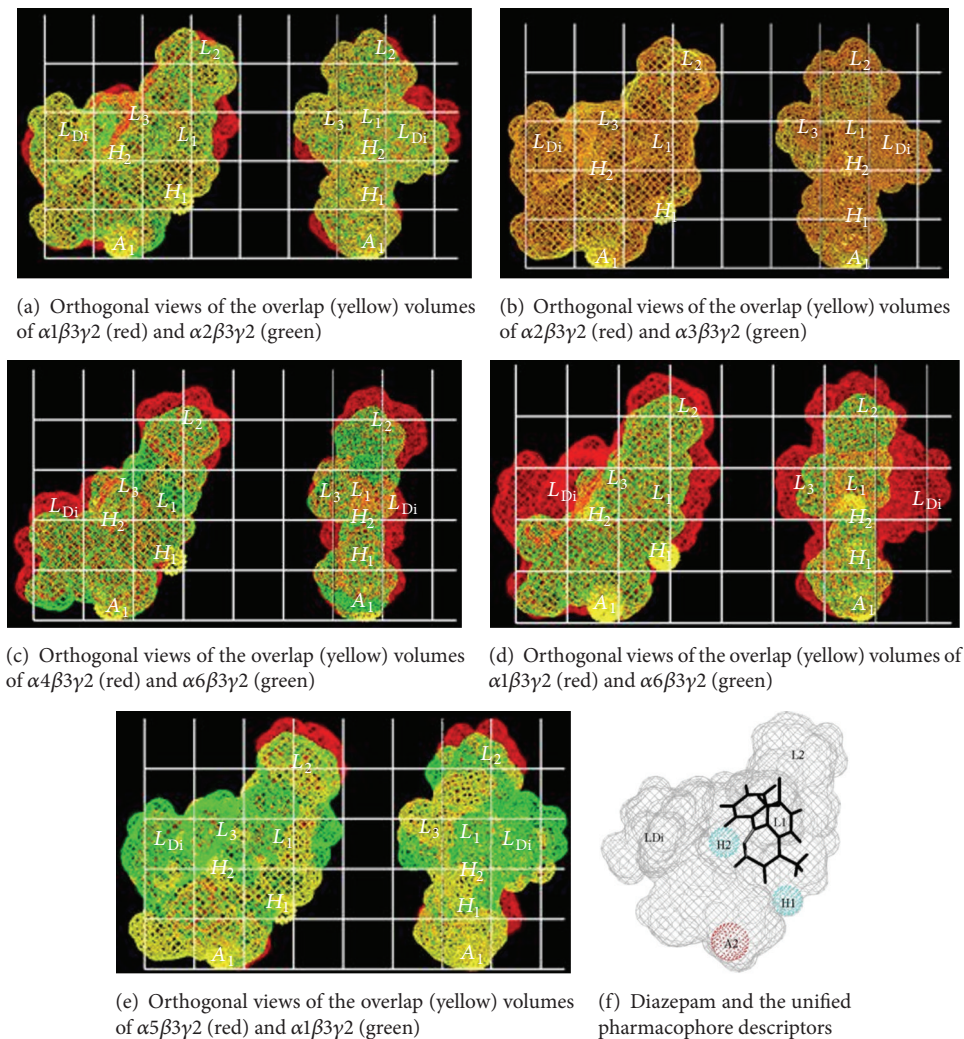 L2 L2
L3 L1 LDi H2 L3 L1 LDi H2
H1 H1
A1 A1
L2 L2
LDi L3 L1 H2 L3 L1 LDi H2
H1 H1
A1 A1
(a) Orthogonal views of the overlap (yellow) volumes
of α1β3γ2 (red) and α2β3γ2 (green)
(b) Orthogonal views of the overlap (yellow) volumes
of α2β3γ2 (red) and α3β3γ2 (green)
L2 L2
LDi L3 L1 H2 L3 L1 LDi H2
H1 H1
A1 A1
L2 L2
LDi L3 L1 H2 L3 L1 LDi H2
H1 H1
A1 A1
(c) Orthogonal views of the overlap (yellow) volumes
of α4β3γ2 (red) and α6β3γ2 (green)
(d) Orthogonal views of the overlap (yellow) volumes of
α1β3γ2 (red) and α6β3γ2 (green)
L2 L2
LDi L3 L1 H2 L3 L1 LDi H2
H1 H1
A1 A1
L2
LDi L1
H2
H1
A2
(e) Orthogonal views of the overlap (yellow) volumes
of α5β3γ2 (red) and α1β3γ2 (green)
(f) Diazepam and the unified
pharmacophore descriptors